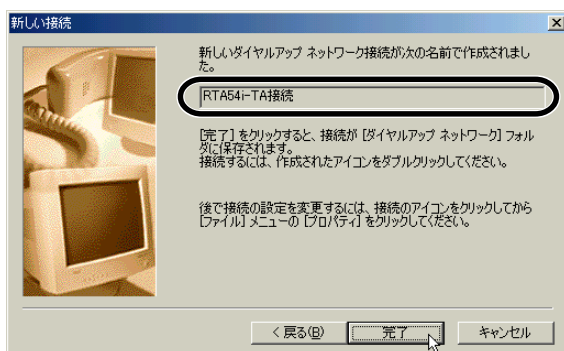 新しい接続
新しいダイヤルアップ ネットワーク接続が次の名前で作成されまし
た。
RTA54i-TA接続
[完了] をクリックすると、接続が [ダイヤルアップ ネットワーク] フォル
ダに保存されます。
接続するには、作成されたアイコンをダブルクリックしてください。
後で接続の設定を変更するには、接続のアイコンをクリックしてから
[ファイル] メニューの [プロパティ] をクリックしてください。
< 戻る(B) 完了 キャンセル